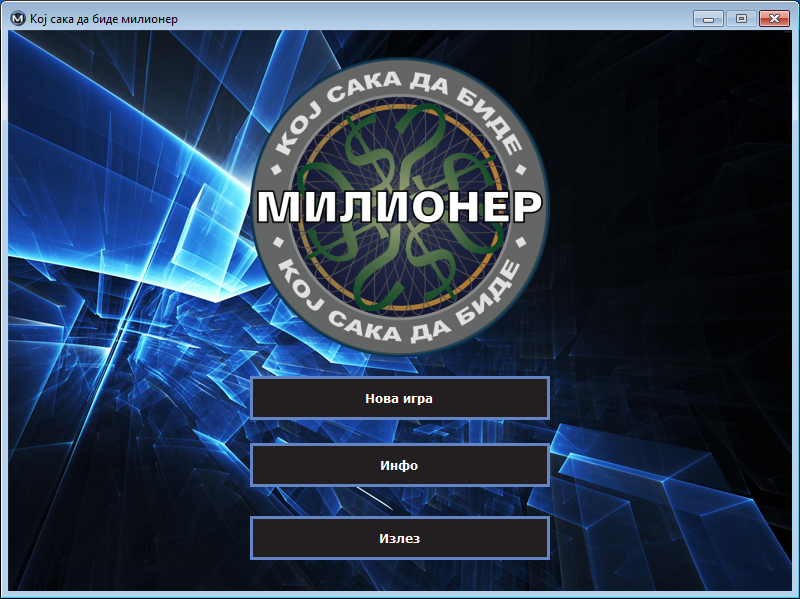 Кој сака да биде милионер
КОЈ САКА ДА БИДЕ
МИЛИОНЕР
КОЈ САКА ДА БИДЕ
Нова игра
Инфо
Излез